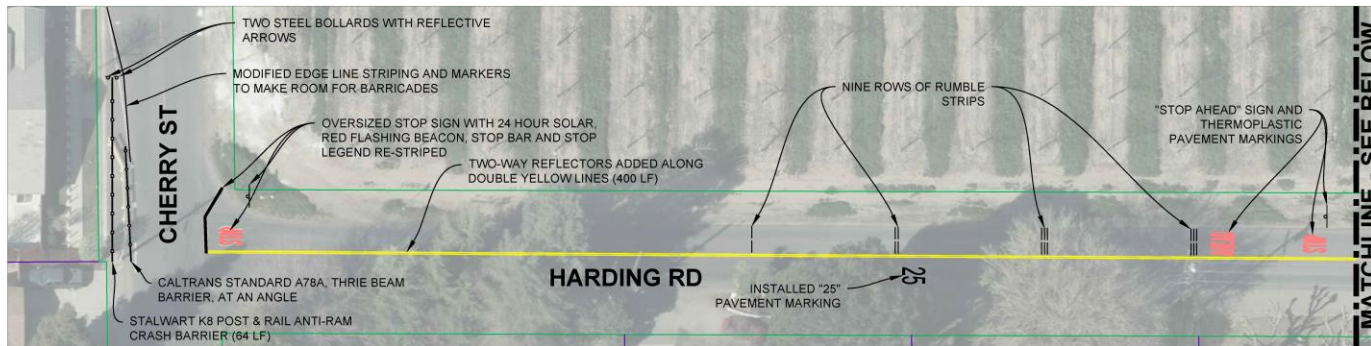 TWO STEEL BOLLARDS WITH REFLECTIVE
ARROWS
MODIFIED EDGE LINE STRIPING AND MARKERS
TO MAKE ROOM FOR BARRICADES
OVERSIZED STOP SIGN WITH 24 HOUR SOLAR,
RED FLASHING BEACON, STOP BAR AND STOP
LEGEND RE-STRIPED
TWO-WAY REFLECTORS ADDED ALONG
DOUBLE YELLOW LINES (400 LF)
NINE ROWS OF RUMBLE
STRIPS
"STOP AHEAD" SIGN AND
THERMOPLASTIC
PAVEMENT MARKINGS
MATCHLINE - SEE BELOW
CHERRY ST
CALTRANS STANDARD A78A, THRIE BEAM
BARRIER, AT AN ANGLE
STALWART K8 POST & RAIL ANTI-RAM
CRASH BARRIER (64 LF)
HARDING RD
INSTALLED "25"
PAVEMENT MARKING
25